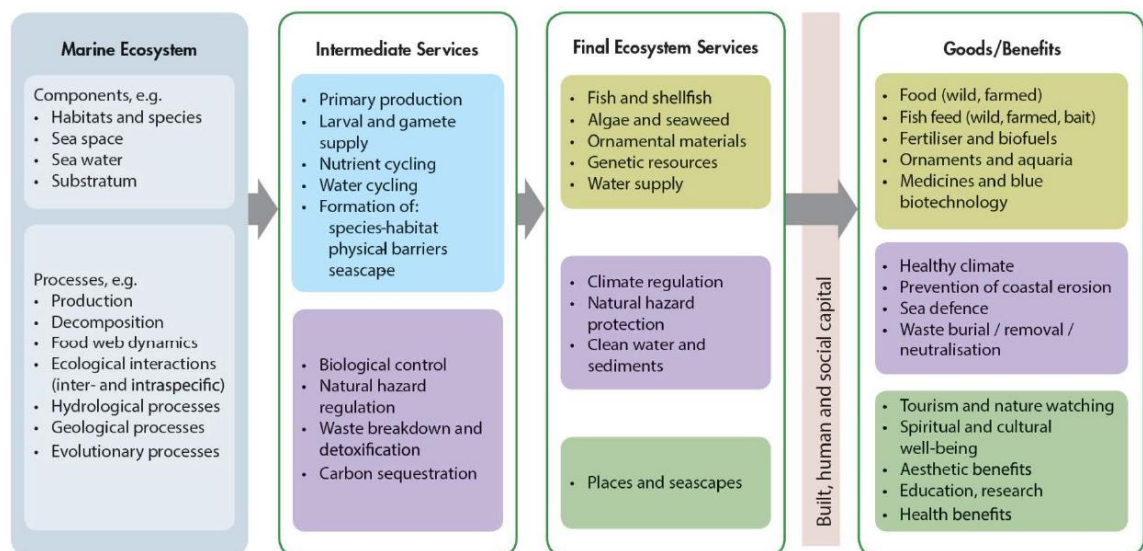 Marine Ecosystem
Components, e.g.
• Habitats and species
• Sea space
• Sea water
• Substratum
Processes, e.g.
• Production
• Decomposition
• Food web dynamics
• Ecological interactions
(inter- and intraspecific)
• Hydrological processes
• Geological processes
• Evolutionary processes
Intermediate Services
• Primary production
• Larval and gamete
supply
• Nutrient cycling
• Water cycling
• Formation of:
species-habitat
physical barriers
seascape
• Biological control
• Natural hazard
regulation
• Waste breakdown and
detoxification
• Carbon sequestration
Final Ecosystem Services
• Fish and shellfish
• Algae and seaweed
• Ornamental materials
• Genetic resources
• Water supply
• Climate regulation
• Natural hazard
protection
• Clean water and
sediments
• Places and seascapes
Built, human and social capital
Goods/Benefits
• Food (wild, farmed)
• Fish feed (wild, farmed, bait)
• Fertiliser and biofuels
• Ornaments and aquaria
• Medicines and blue
biotechnology
• Healthy climate
• Prevention of coastal erosion
• Sea defence
• Waste burial / removal /
neutralisation
• Tourism and nature watching
• Spiritual and cultural
well-being
• Aesthetic benefits
• Education, research
• Health benefits